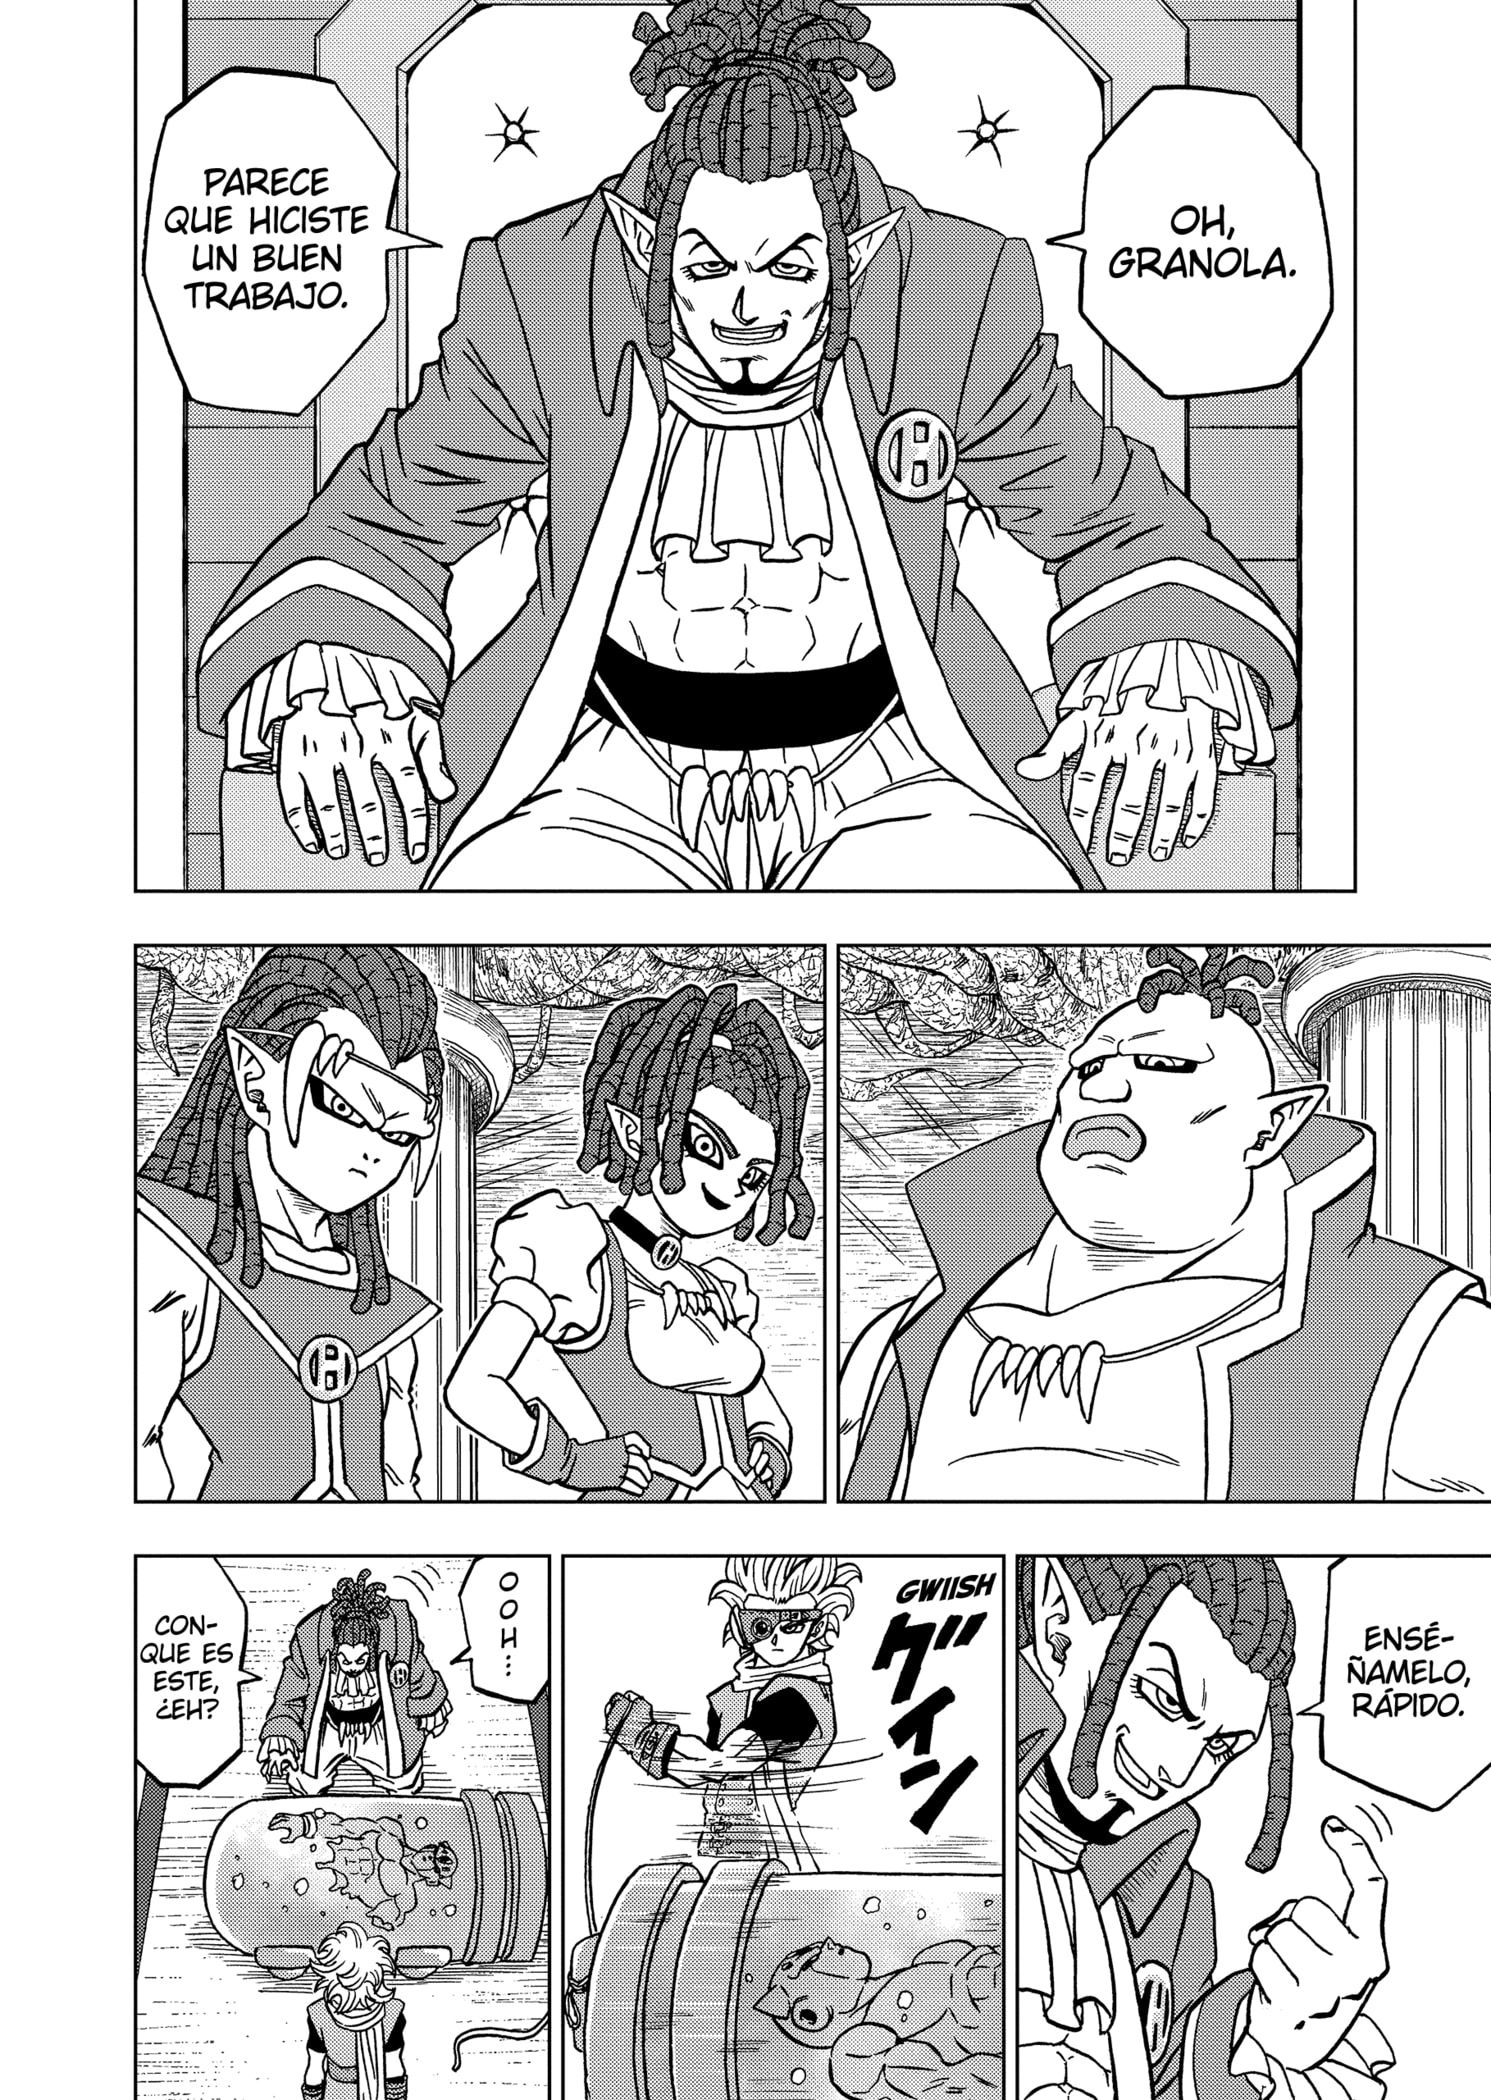 OH,
GRANOLA.
PARECE
QUE HICISTE
UN BUEN
TRABAJO.
ENSÉ-
ÑAMELO,
RÁPIDO.
GWIISH
グイン
OOH...
CON-
QUE ES
ESTE,
¿EH?